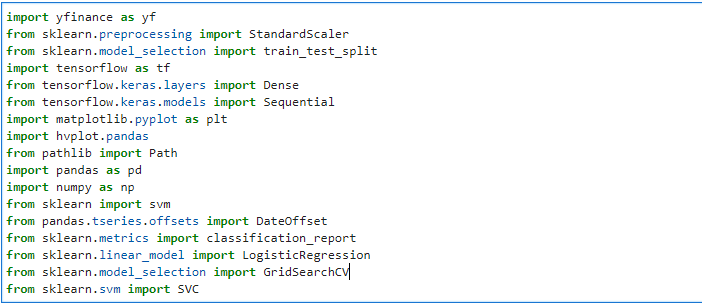 import yfinance as yf
from sklearn.preprocessing import StandardScaler
from sklearn.model_selection import train_test_split
import tensorflow as tf
from tensorflow.keras.layers import Dense
from tensorflow.keras.models import Sequential
import matplotlib.pyplot as plt
import hvplot.pandas
from pathlib import Path
import pandas as pd
import numpy as np
from sklearn import svm
from pandas.tseries.offsets import DateOffset
from sklearn.metrics import classification_report
from sklearn.linear_model import LogisticRegression
from sklearn.model_selection import GridSearchCV
from sklearn.svm import SVC